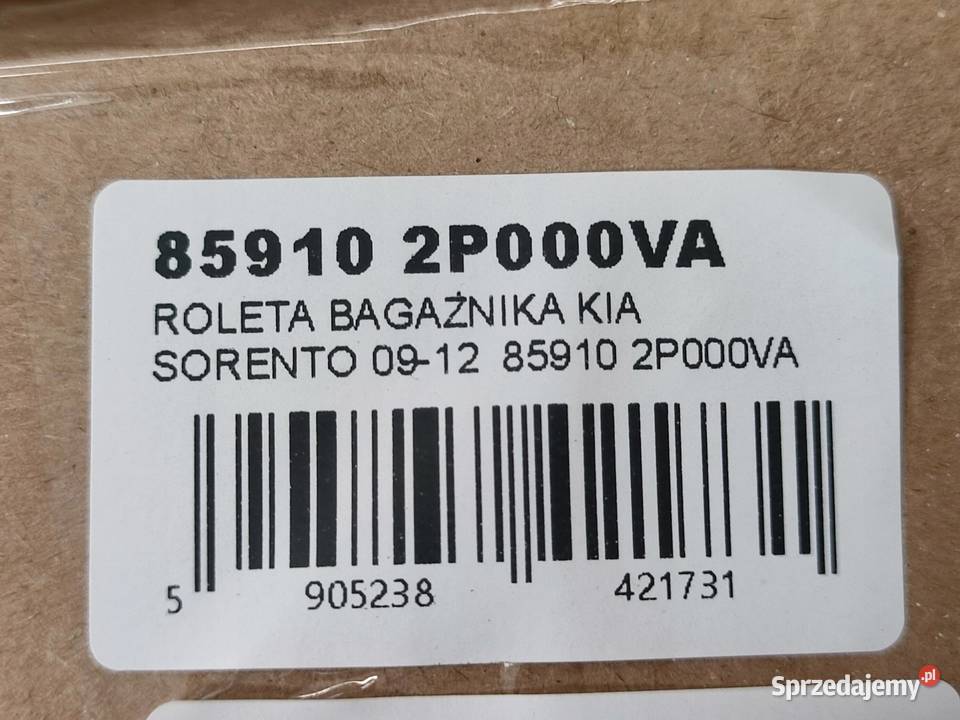 85910 2P000VA
ROLETA BAGAŻNIKA KIA
SORENTO 09-12 85910 2P000VA
5 905238 421731
Sprzedajemy.pl